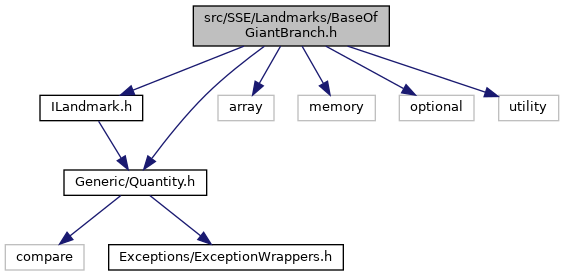 src/SSE/Landmarks/BaseOf
GiantBranch.h
ILandmark.h
array
memory
optional
utility
Generic/Quantity.h
compare
Exceptions/ExceptionWrappers.h